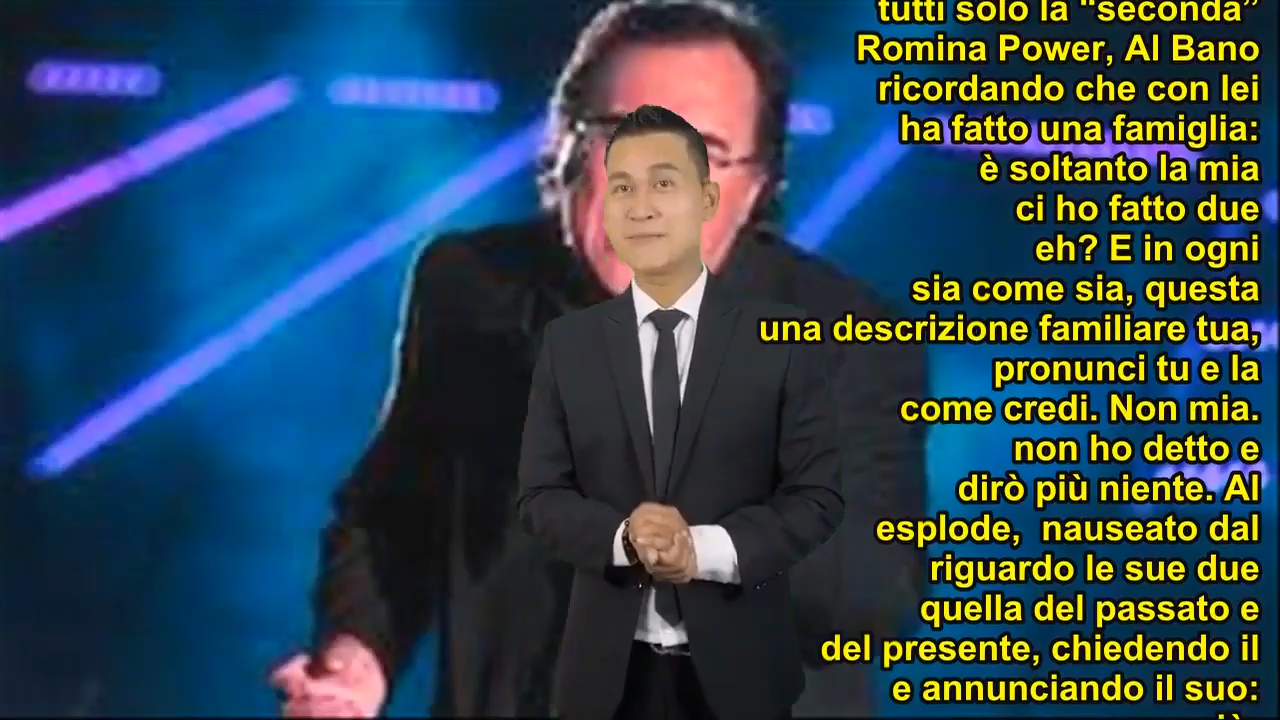 tutti solo la “seconda”
Romina Power, Al Bano
ricordando che con lei
ha fatto una famiglia:
è soltanto la mia
ci ho fatto due
eh? E in ogni
sia come sia, questa
una descrizione familiare tua,
pronunci tu e la
come credi. Non mia.
non ho detto e
dirò più niente. Al
esplode, nauseato dal
riguardo le sue due
quella del passato e
del presente, chiedendo il
e annunciando il suo: